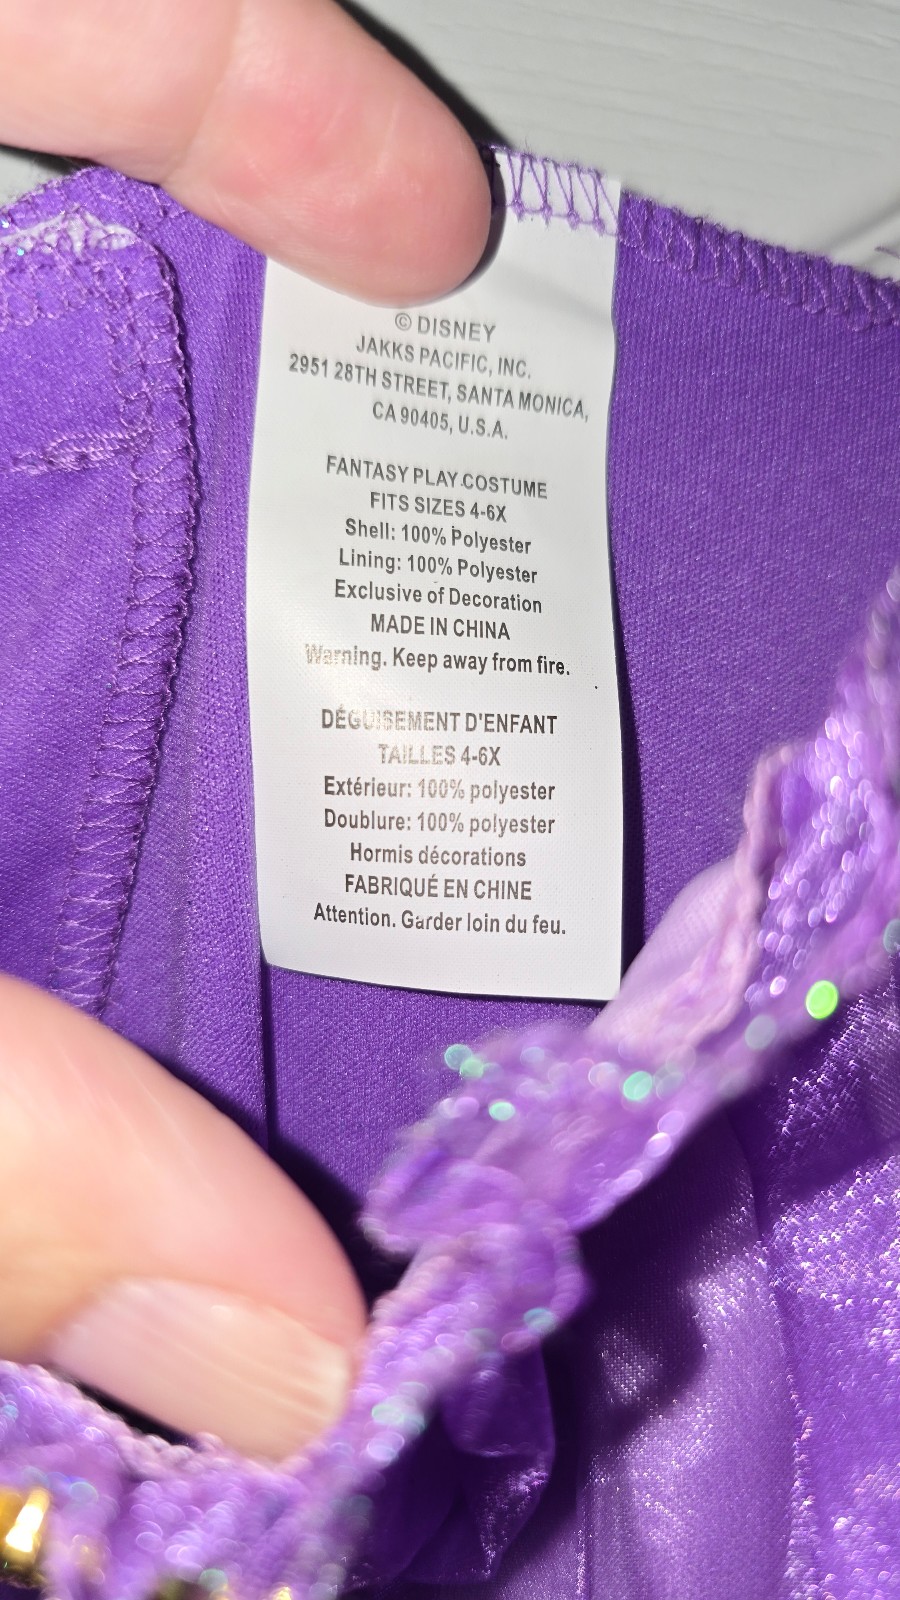 © DISNEY
JAKKS PACIFIC, INC.
2951 28TH STREET, SANTA MONICA,
CA 90405, U.S.A.
FANTASY PLAY COSTUME
FITS SIZES 4-6X
Shell: 100% Polyester
Lining: 100% Polyester
Exclusive of Decoration
MADE IN CHINA
Warning. Keep away from fire.
DÉGUISEMENT D'ENFANT
TAILLES 4-6X
Extérieur: 100% polyester
Doublure: 100% polyester
Hormis décorations
FABRIQUÉ EN CHINE
Attention. Garder loin du feu.